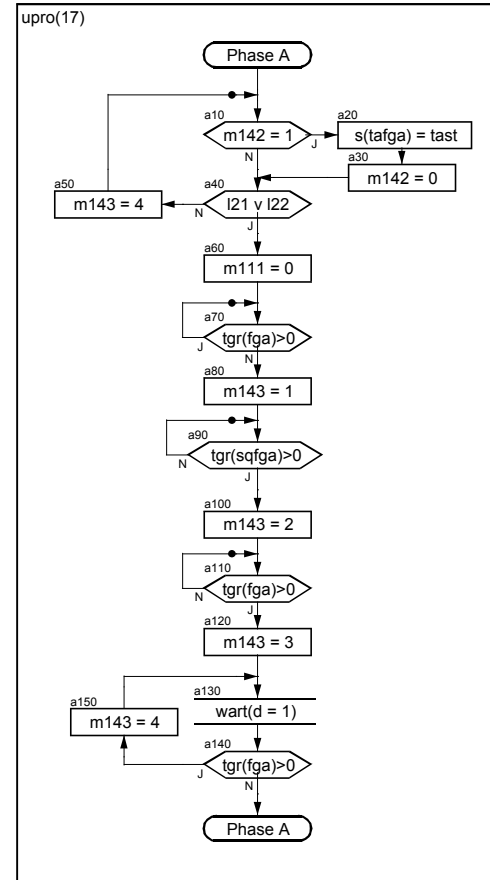 upro(17)
Phase A
a10
m142 = 1
J
N
a20
s(tafga) = tast
a30
m142 = 0
a40
l21 v l22
N
J
a50
m143 = 4
a60
m111 = 0
a70
tgr(fga)>0
J
N
a80
m143 = 1
a90
tgr(sqfga)>0
N
J
a100
m143 = 2
a110
tgr(fga)>0
N
J
a120
m143 = 3
a130
wart(d = 1)
a150
m143 = 4
a140
tgr(fga)>0
J
N
Phase A